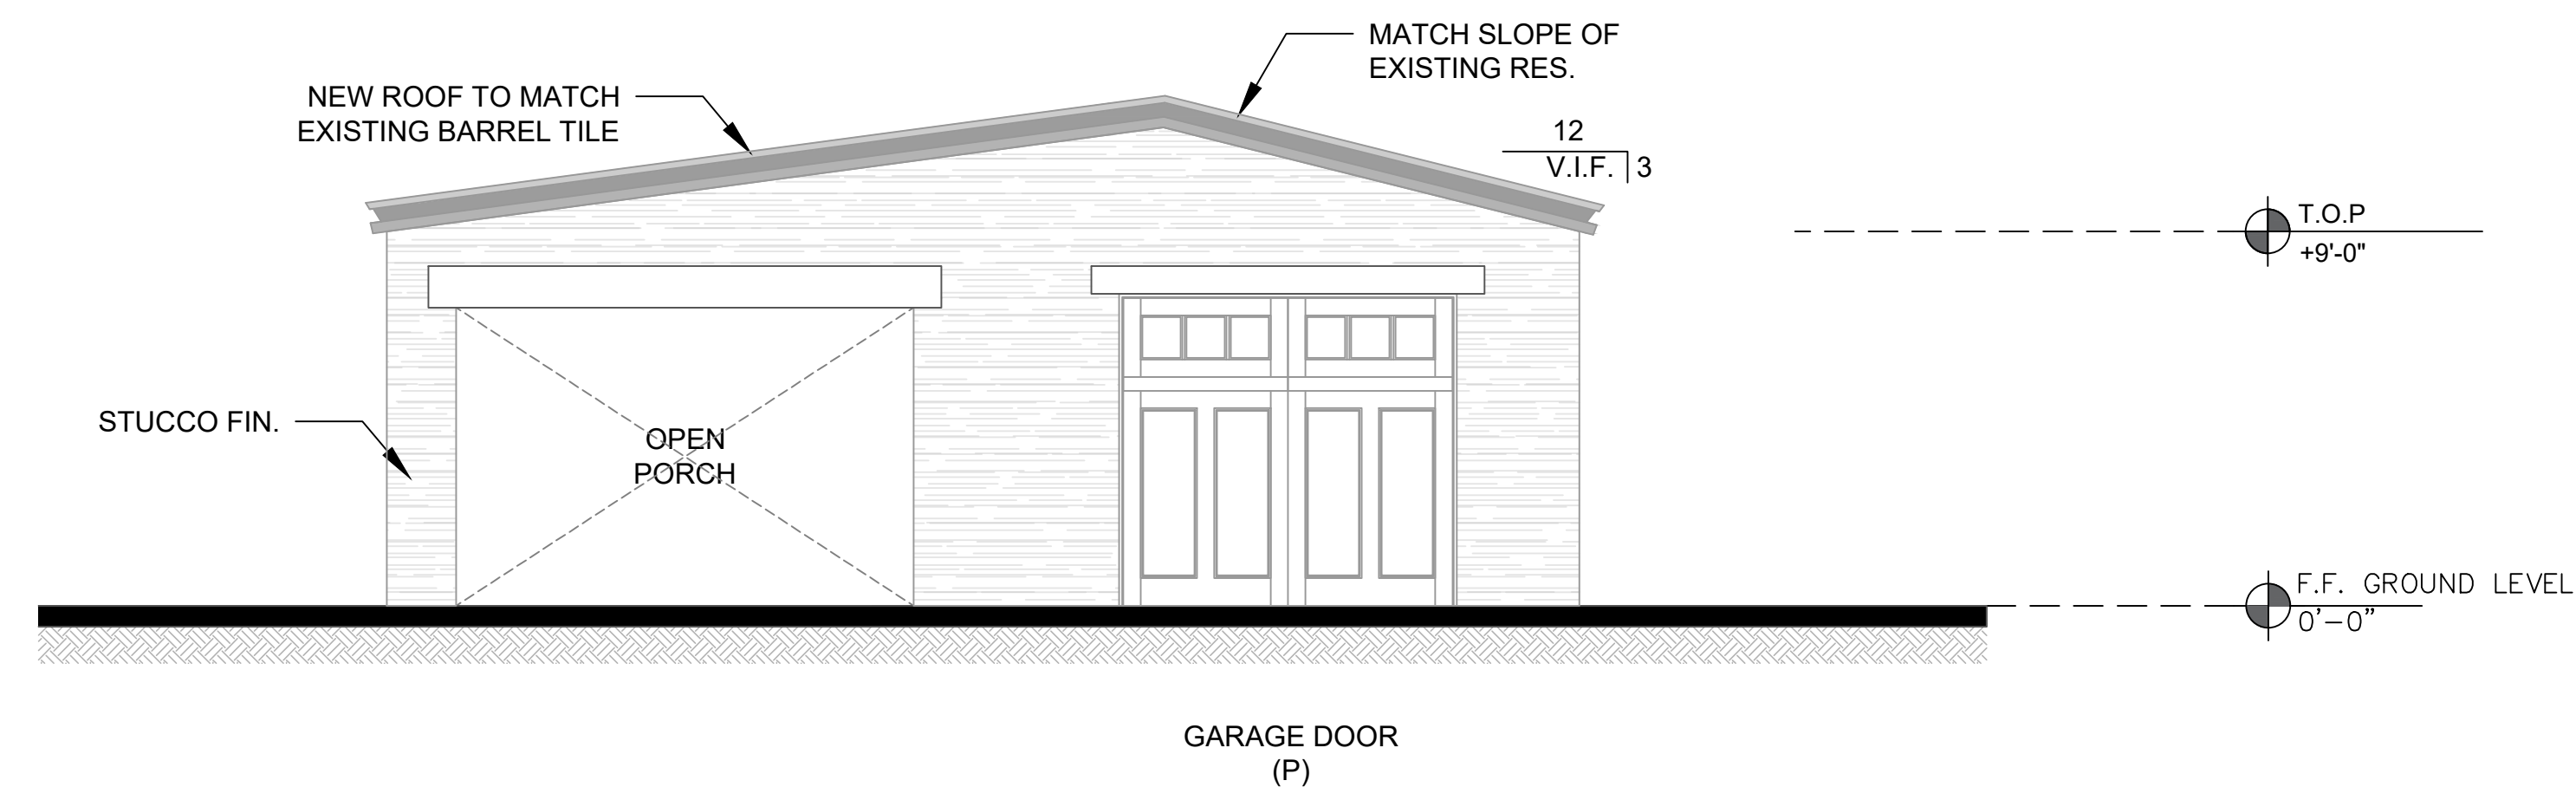 MATCH SLOPE OF
EXISTING RES.
NEW ROOF TO MATCH
EXISTING BARREL TILE
12
V.I.F. 3
T.O.P
+9'-0"
STUCCO FIN.
OPEN
PORCH
F.F. GROUND LEVEL
0'-0"
GARAGE DOOR
(P)